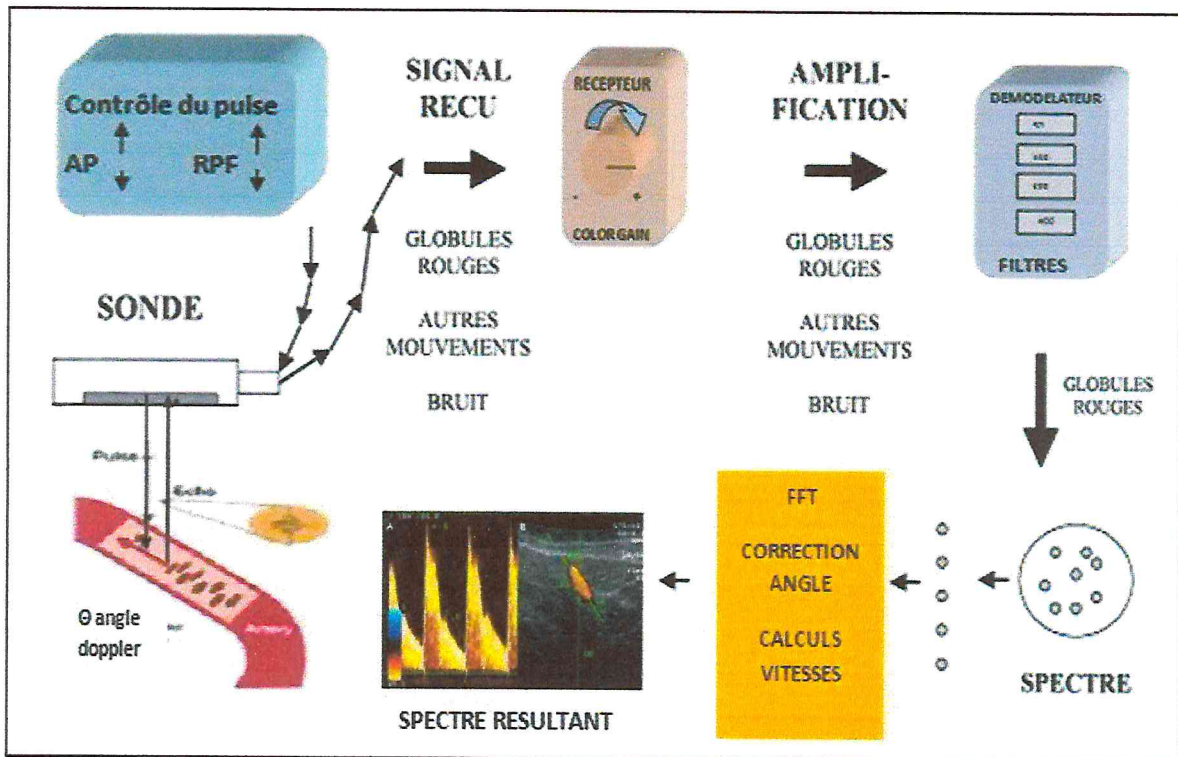 Contrôle du pulse
AP
RPF
SIGNAL
RECU
RECEPTEUR
- +
COLOR GAIN
AMPLI-
FICATION
DEMODELATEUR
FILTRES
SONDE
GLOBULES
ROUGES
AUTRES
MOUVEMENTS
BRUIT
GLOBULES
ROUGES
AUTRES
MOUVEMENTS
BRUIT
GLOBULES
ROUGES
Pulse
Echo
Θ angle
doppler
Artery
SPECTRE
FFT
CORRECTION
ANGLE
CALCULS
VITESSES
A
B
SPECTRE RESULTANT